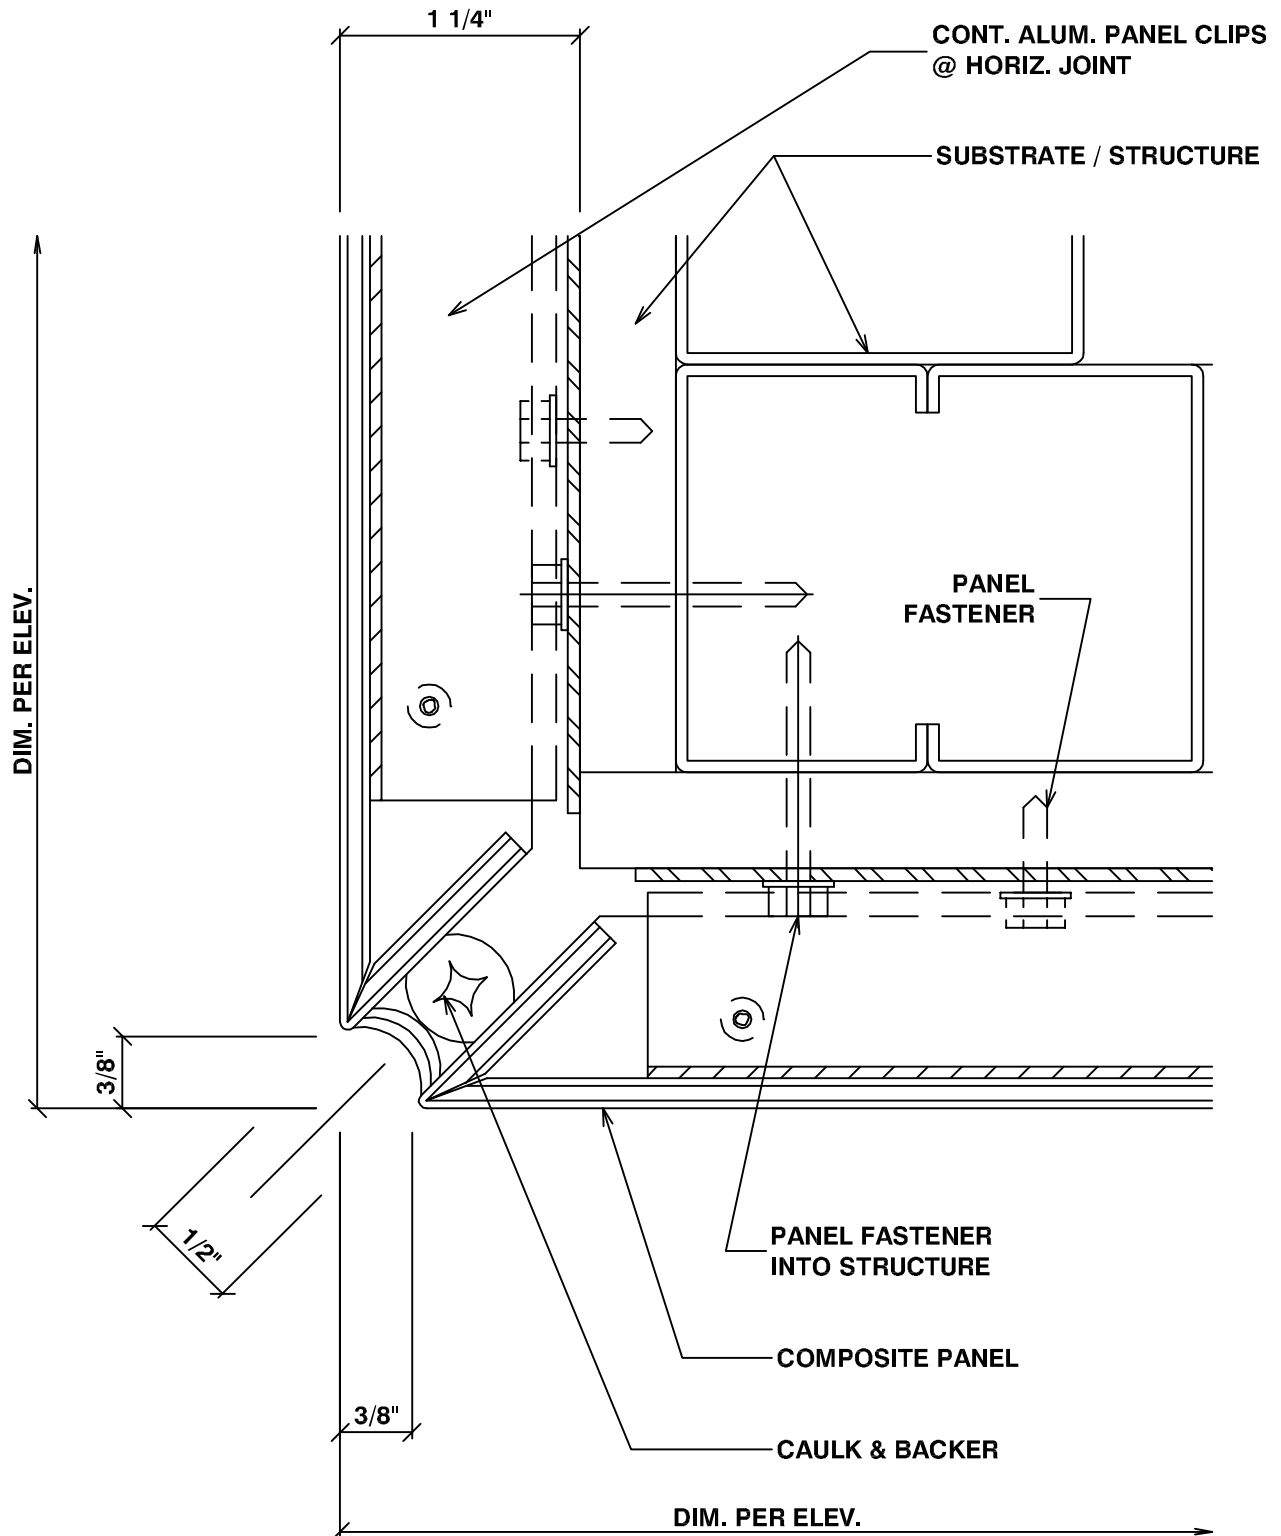 1 1/4"
CONT. ALUM. PANEL CLIPS
@ HORIZ. JOINT
SUBSTRATE / STRUCTURE
PANEL
FASTENER
DIM. PER ELEV.
3/8"
1/2"
PANEL FASTENER
INTO STRUCTURE
COMPOSITE PANEL
3/8"
CAULK & BACKER
DIM. PER ELEV.